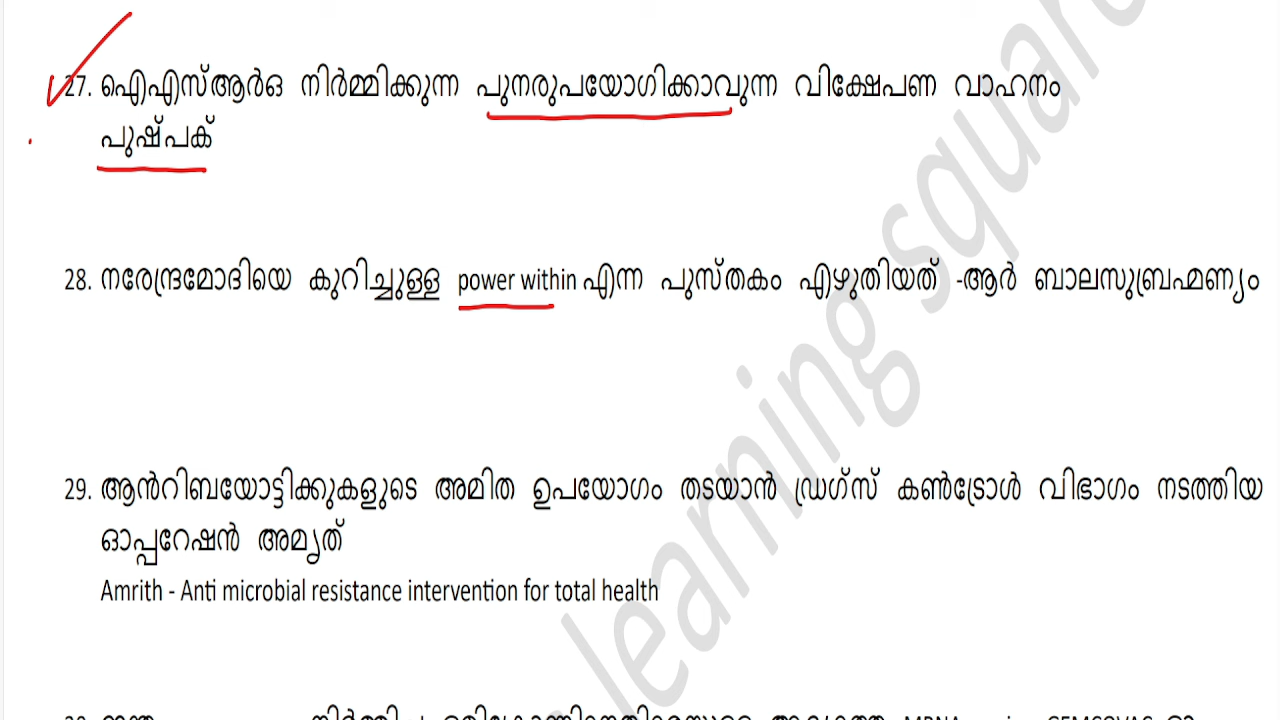 27. ഐഎസ്ആർഒ നിർമ്മിക്കുന്ന പുനരുപയോഗിക്കാവുന്ന വിക്ഷേപണ വാഹനം
പുഷ്പക്
28. നരേന്ദ്രമോദിയെ കുറിച്ചുള്ള power within എന്ന പുസ്തകം എഴുതിയത് -ആർ ബാലസുബ്രഹ്മണ്യം
29. ആൻറിബയോട്ടിക്കുകളുടെ അമിത ഉപയോഗം തടയാൻ ഡ്രഗ്സ് കൺട്രോൾ വിഭാഗം നടത്തിയ
ഓപ്പറേഷൻ അമൃത്
Amrith - Anti microbial resistance intervention for total health
learning square